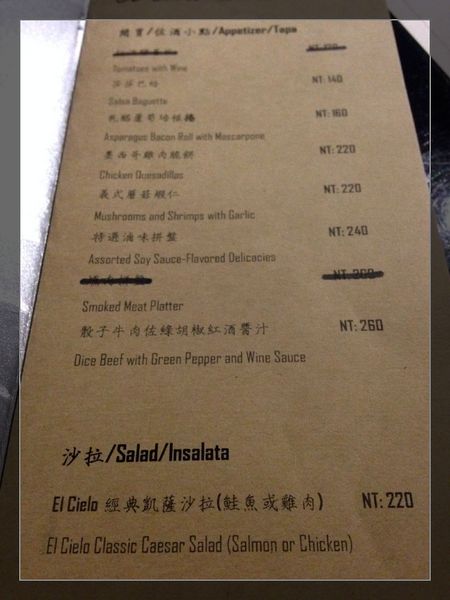 開胃/佐酒小點/Appetizer/Tapa
Tomatoes with Wine
莎莎巴哈 NT: 140
Salsa Baguette
乳酪蘆筍培根捲 NT: 160
Asparagus Bacon Roll with Mascarpone
墨西哥雞肉脆餅 NT: 220
Chicken Quesadillas
義式蘑菇蝦仁 NT: 220
Mushrooms and Shrimps with Garlic
特選滷味拼盤 NT: 240
Assorted Soy Sauce-Flavored Delicacies
NT: 300
Smoked Meat Platter
骰子牛肉佐綠胡椒紅酒醬汁 NT: 260
Dice Beef with Green Pepper and Wine Sauce
沙拉/Salad/Insalata
El Cielo 經典凱薩沙拉(鮭魚或雞肉) NT: 220
El Cielo Classic Caesar Salad (Salmon or Chicken)